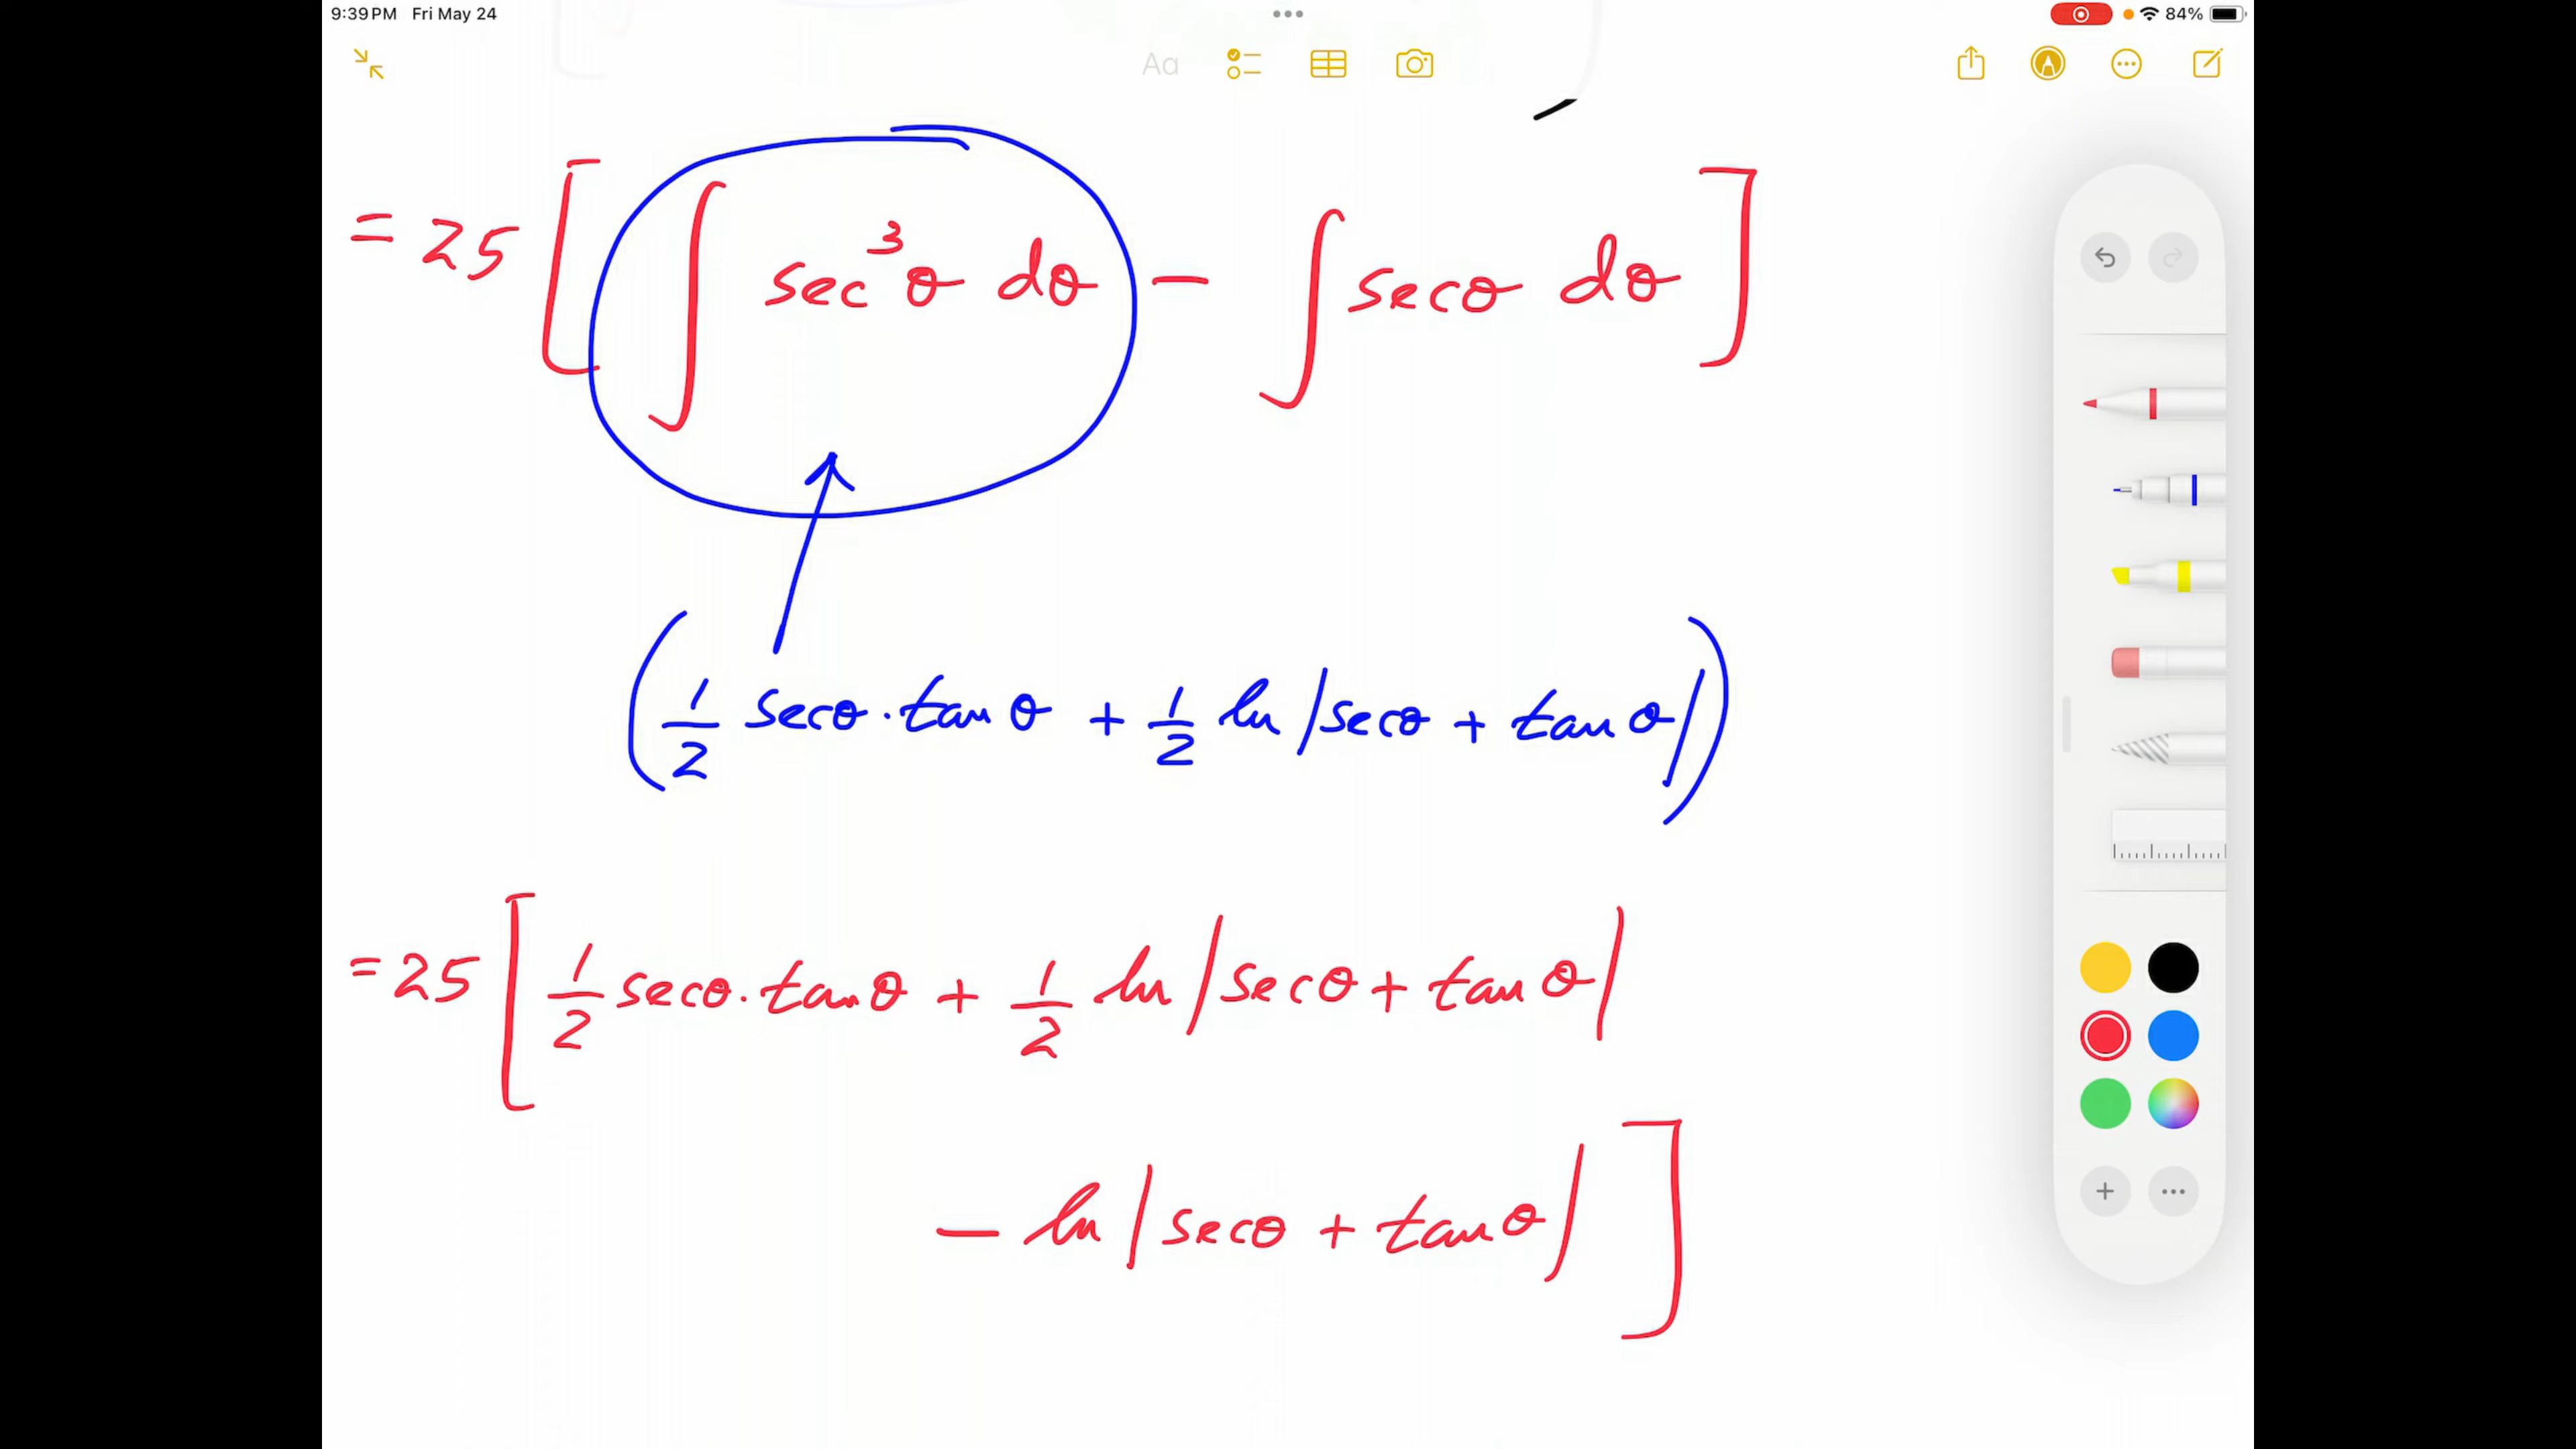 9:39 PM Fri May 24 84%
Aa
= 25 [ ∫ sec³θ dθ − ∫ secθ dθ ]
( 1/2 secθ · tanθ + 1/2 ln |secθ + tanθ| )
= 25 [ 1/2 secθ · tanθ + 1/2 ln |secθ + tanθ|
− ln |secθ + tanθ| ]